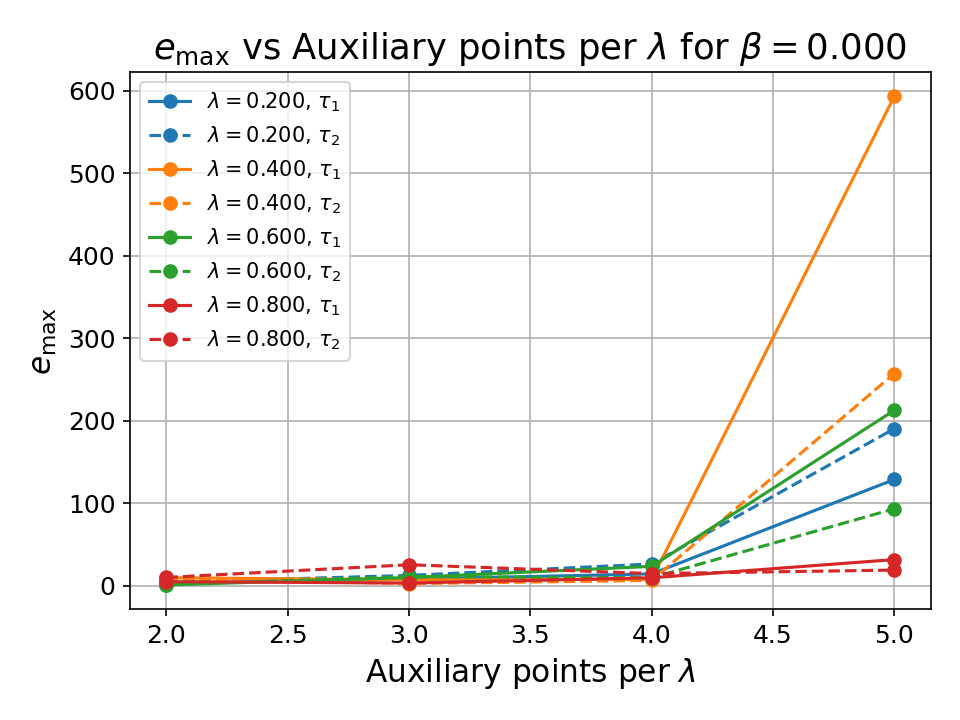 e_max vs Auxiliary points per λ for β = 0.000
e_max
600
500
400
300
200
100
0
λ = 0.200, τ₁
λ = 0.200, τ₂
λ = 0.400, τ₁
λ = 0.400, τ₂
λ = 0.600, τ₁
λ = 0.600, τ₂
λ = 0.800, τ₁
λ = 0.800, τ₂
2.0 2.5 3.0 3.5 4.0 4.5 5.0
Auxiliary points per λ